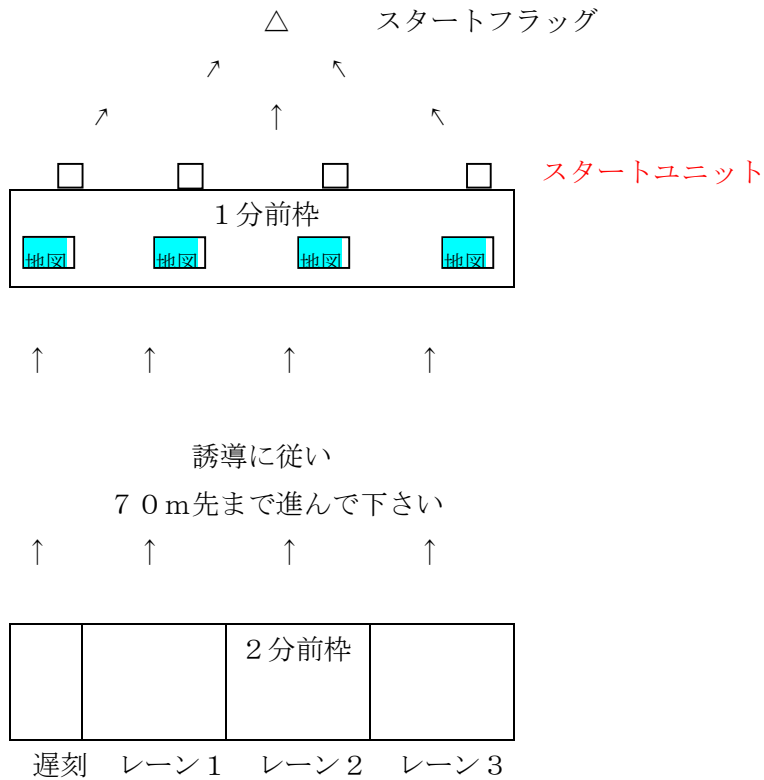 △ スタートフラッグ
↗ ↖
↗ ↑ ↖
スタートユニット
１分前枠
地図 地図 地図 地図
↑ ↑ ↑ ↑
誘導に従い
７０ｍ先まで進んで下さい
↑ ↑ ↑ ↑
２分前枠
遅刻 レーン１ レーン２ レーン３